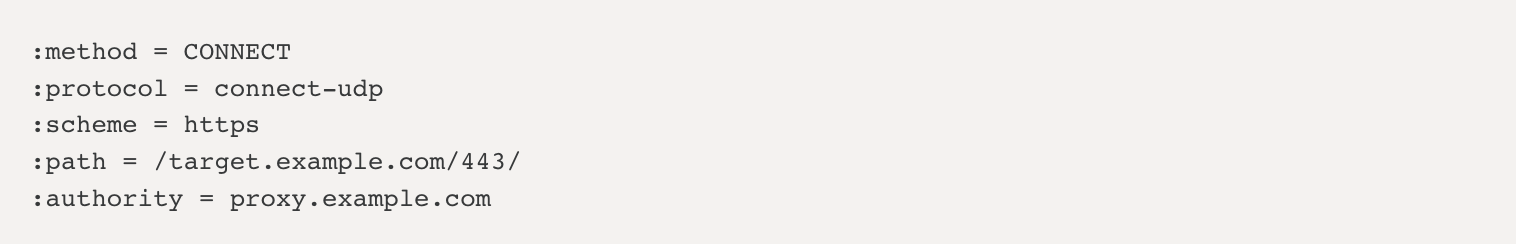 :method = CONNECT
:protocol = connect-udp
:scheme = https
:path = /target.example.com/443/
:authority = proxy.example.com